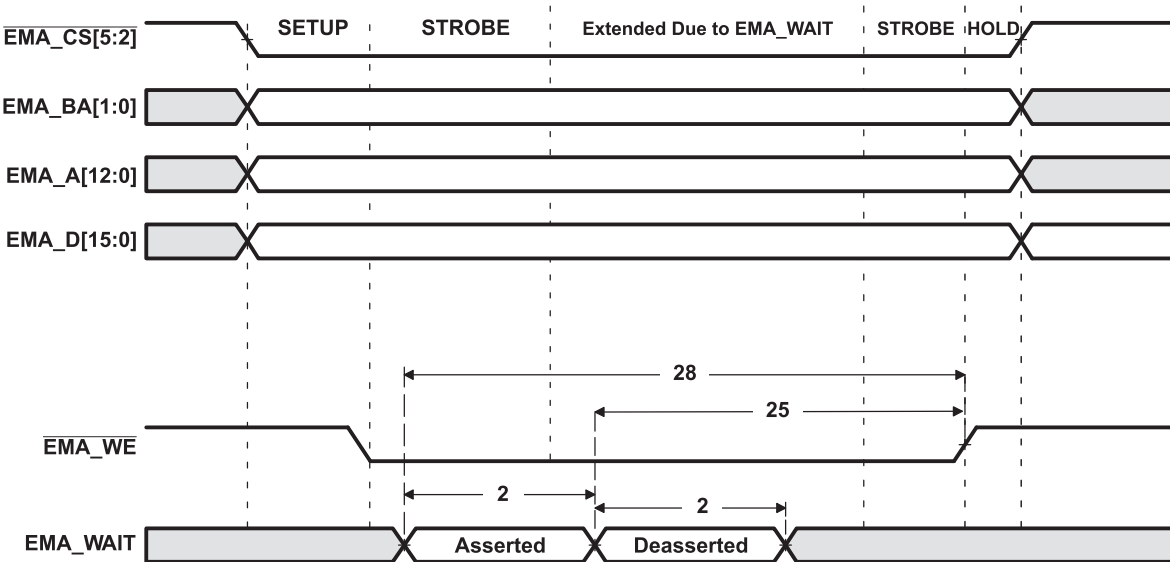 SETUP STROBE Extended Due to EMA_WAIT STROBE HOLD
EMA_CS[5:2]
EMA_BA[1:0]
EMA_A[12:0]
EMA_D[15:0]
28
25
EMA_WE
2
2
EMA_WAIT Asserted Deasserted